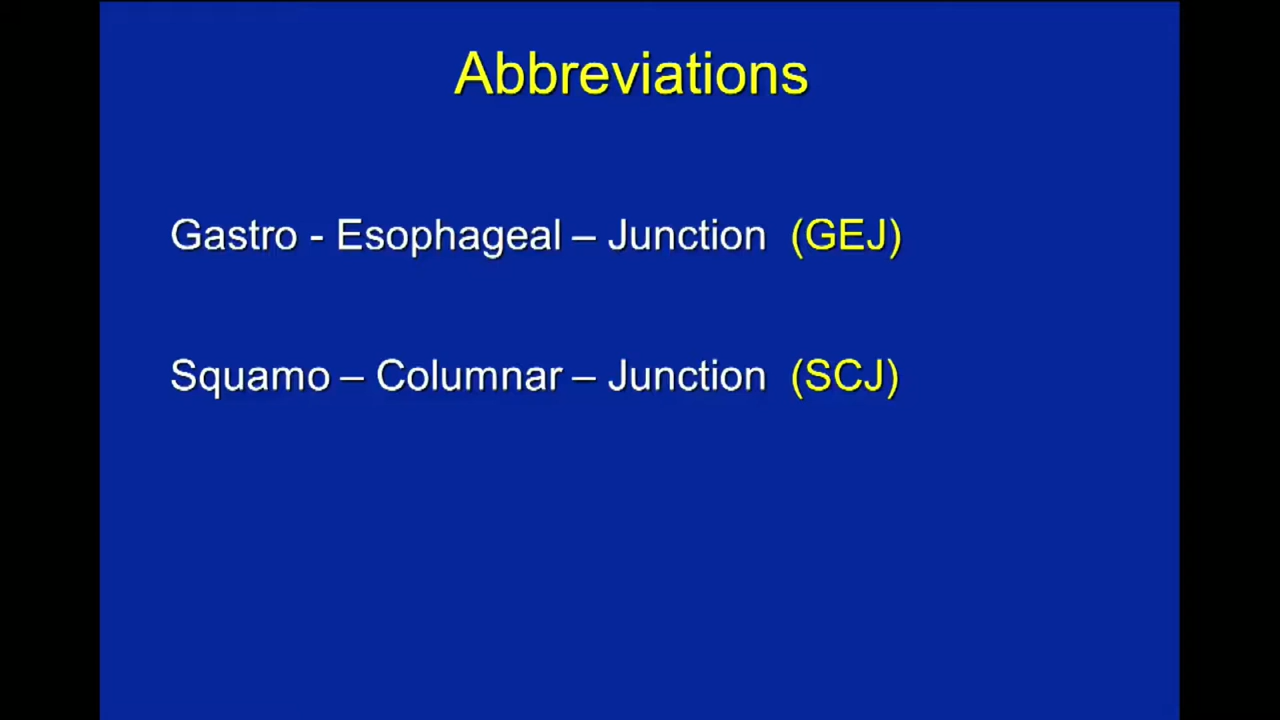 Abbreviations
Gastro - Esophageal – Junction (GEJ)
Squamo – Columnar – Junction (SCJ)